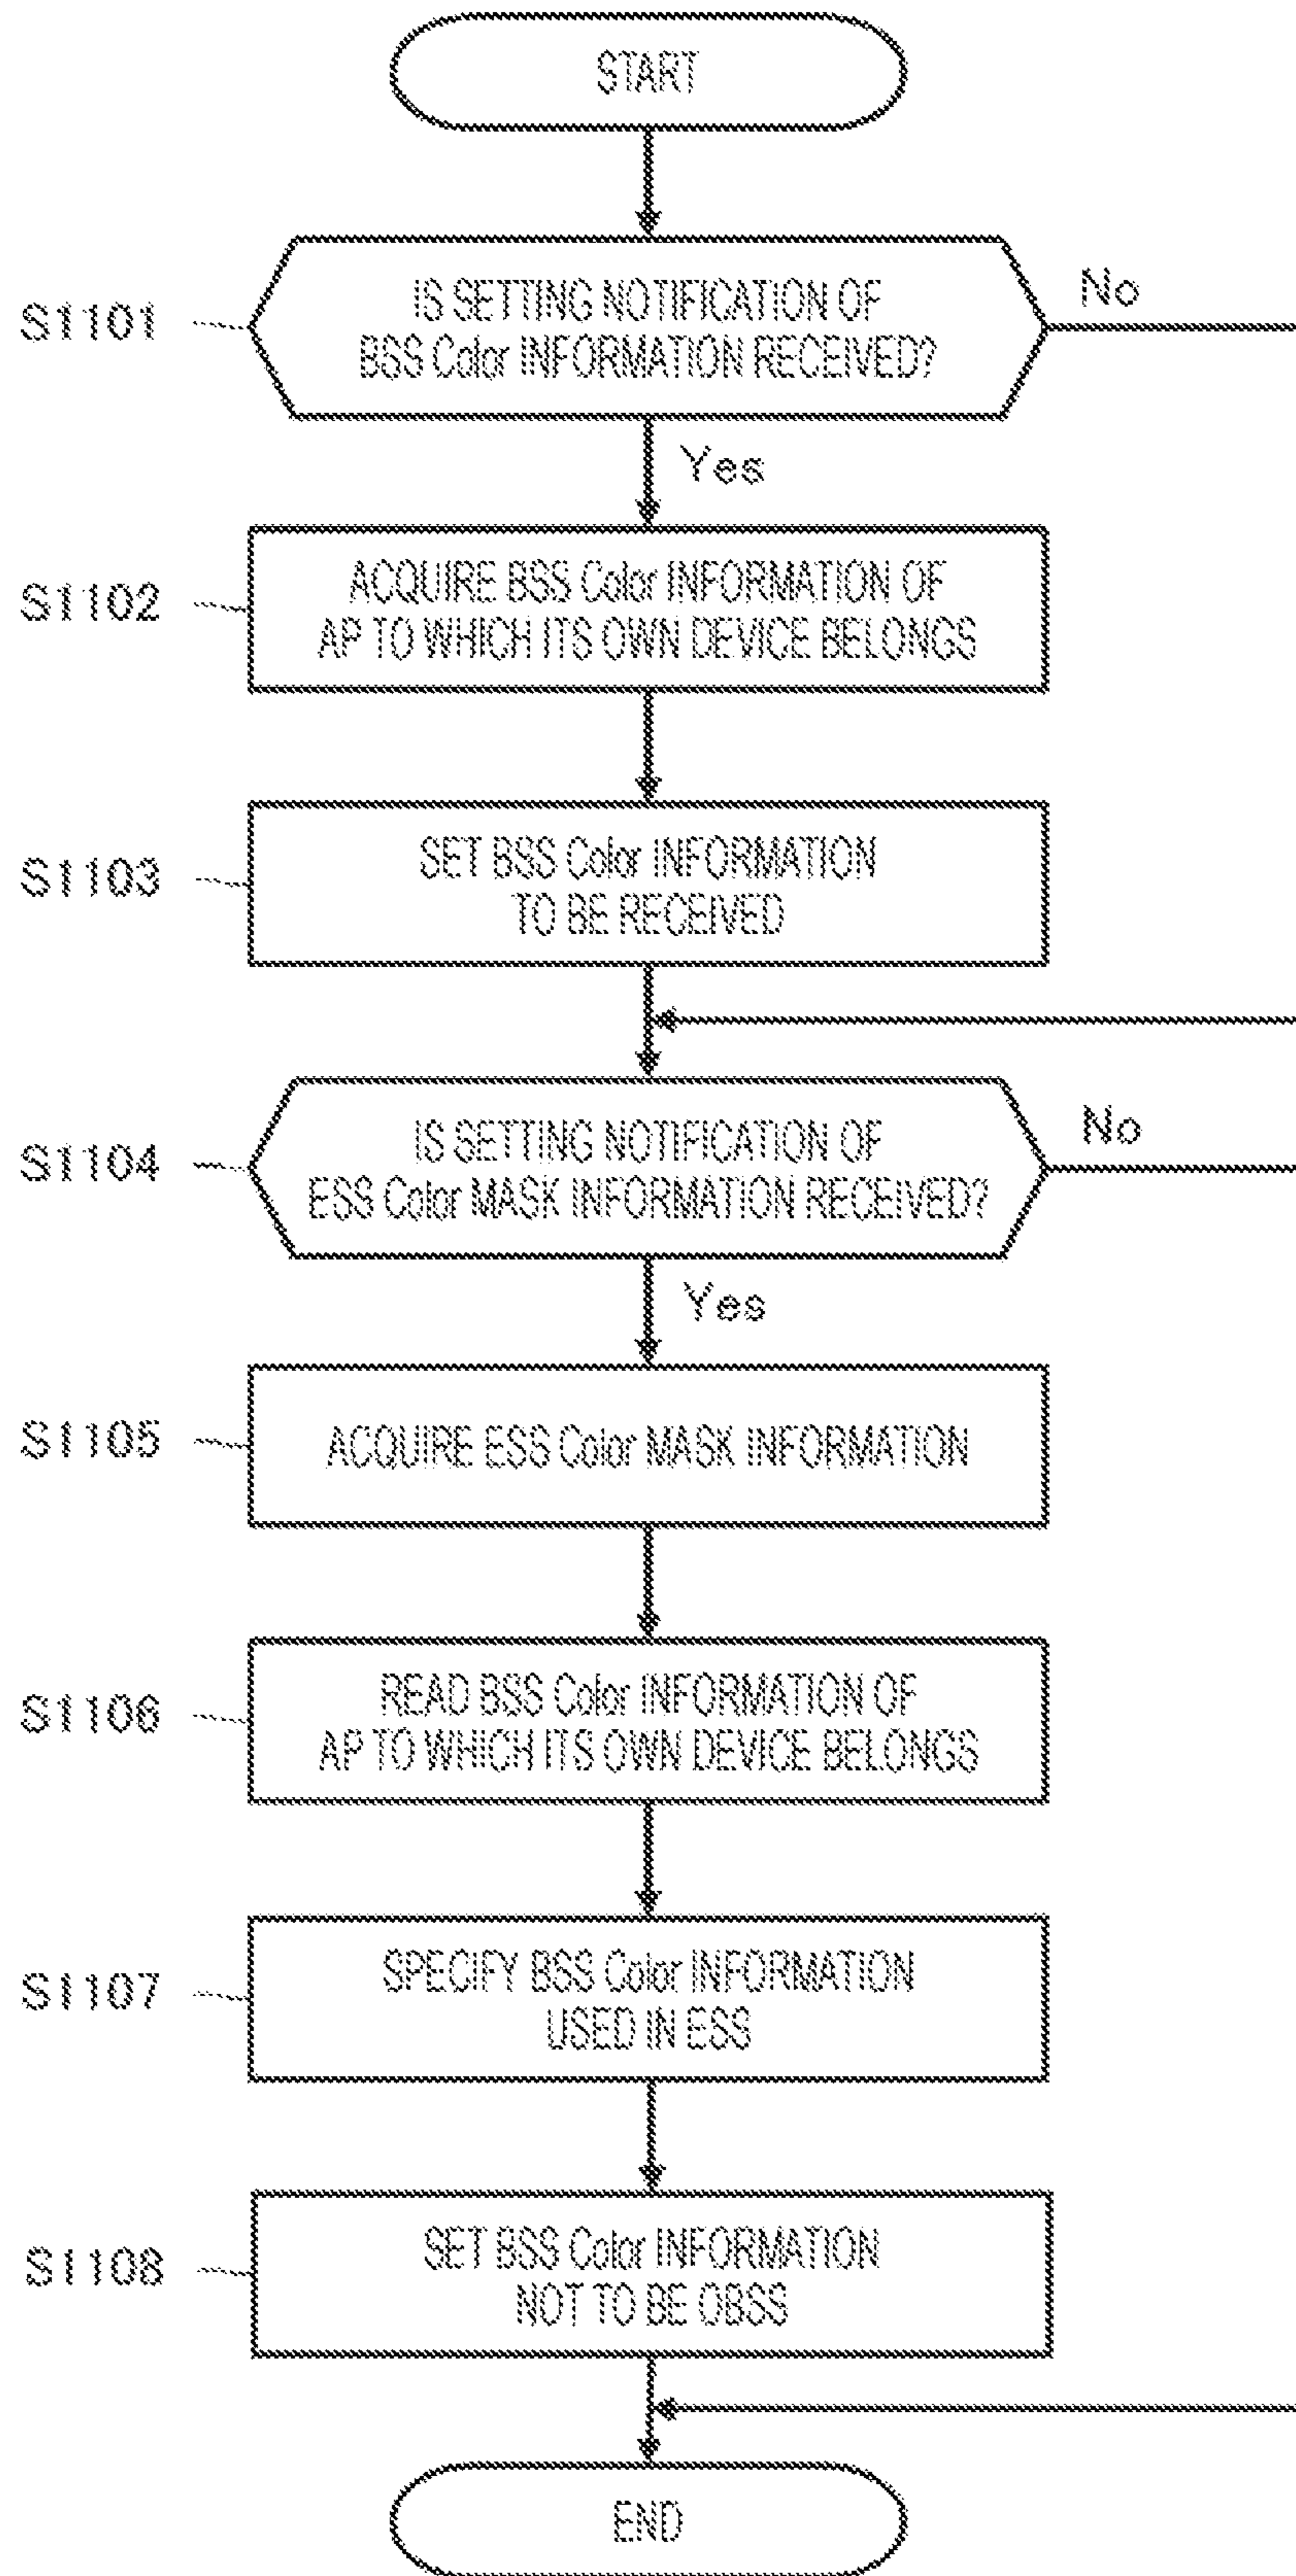 START
S1101
IS SETTING NOTIFICATION OF
BSS Color INFORMATION RECEIVED?
No
Yes
S1102
ACQUIRE BSS Color INFORMATION OF
AP TO WHICH ITS OWN DEVICE BELONGS
S1103
SET BSS Color INFORMATION
TO BE RECEIVED
S1104
IS SETTING NOTIFICATION OF
ESS Color MASK INFORMATION RECEIVED?
No
Yes
S1105
ACQUIRE ESS Color MASK INFORMATION
S1106
READ BSS Color INFORMATION OF
AP TO WHICH ITS OWN DEVICE BELONGS
S1107
SPECIFY BSS Color INFORMATION
USED IN ESS
S1108
SET BSS Color INFORMATION
NOT TO BE OBSS
END